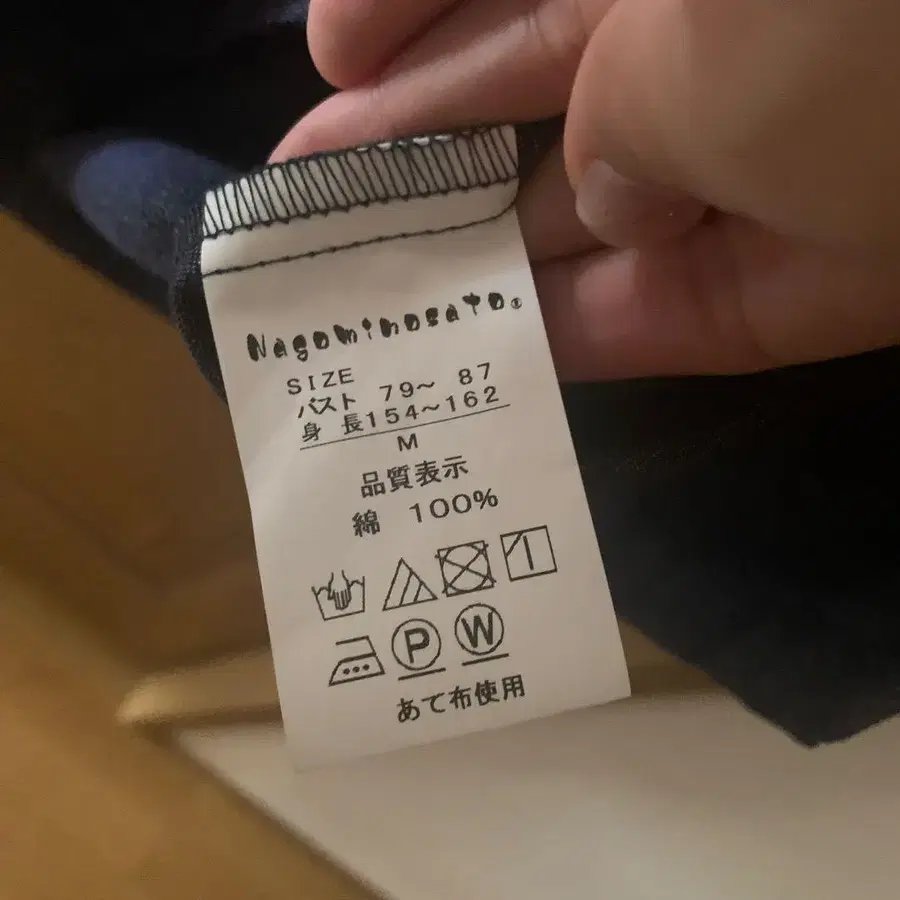 Nagominosato®
SIZE
バスト 79～ 87
身 長154～162
M
品質表示
綿 100%
P W
あて布使用